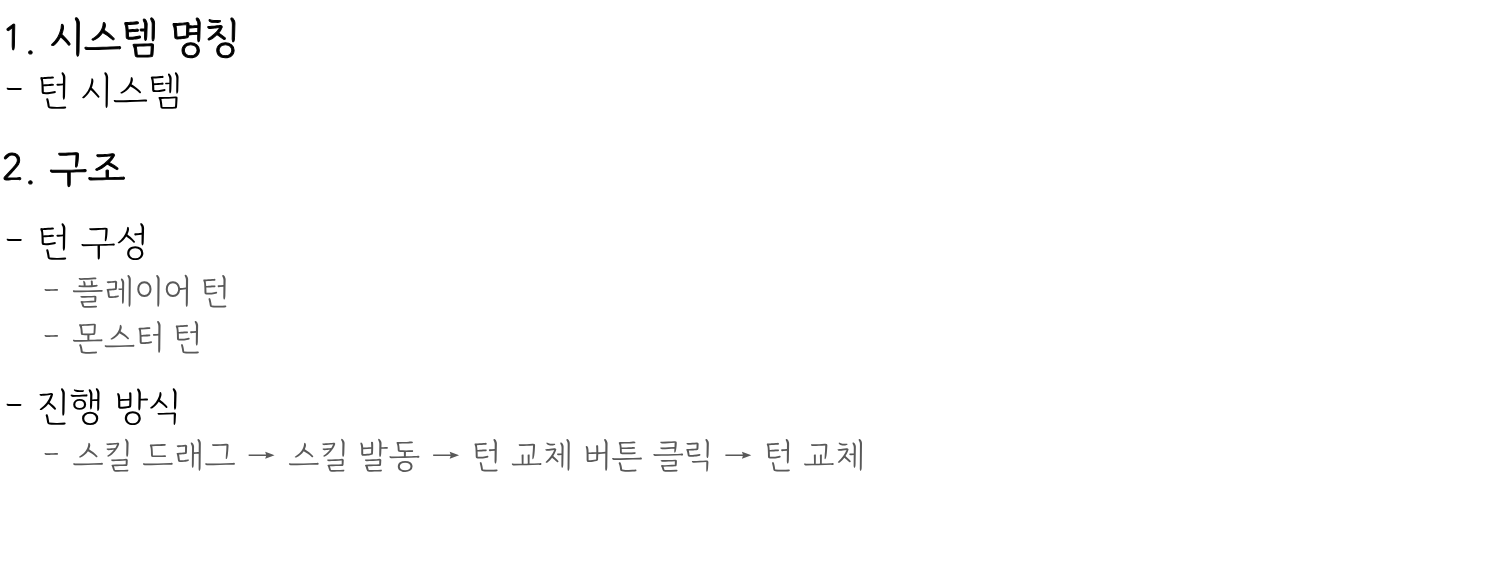 1. 시스템 명칭
- 턴 시스템
2. 구조
- 턴 구성
- 플레이어 턴
- 몬스터 턴
- 진행 방식
- 스킬 드래그 → 스킬 발동 → 턴 교체 버튼 클릭 → 턴 교체